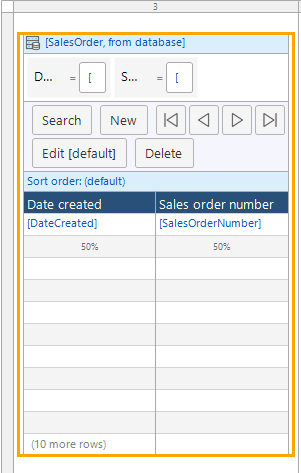 3
[SalesOrder, from database]
D... = [ S... = [
Search New
Edit [default] Delete
Sort order: (default)
Date created Sales order number
[DateCreated] [SalesOrderNumber]
50% 50%
(10 more rows)